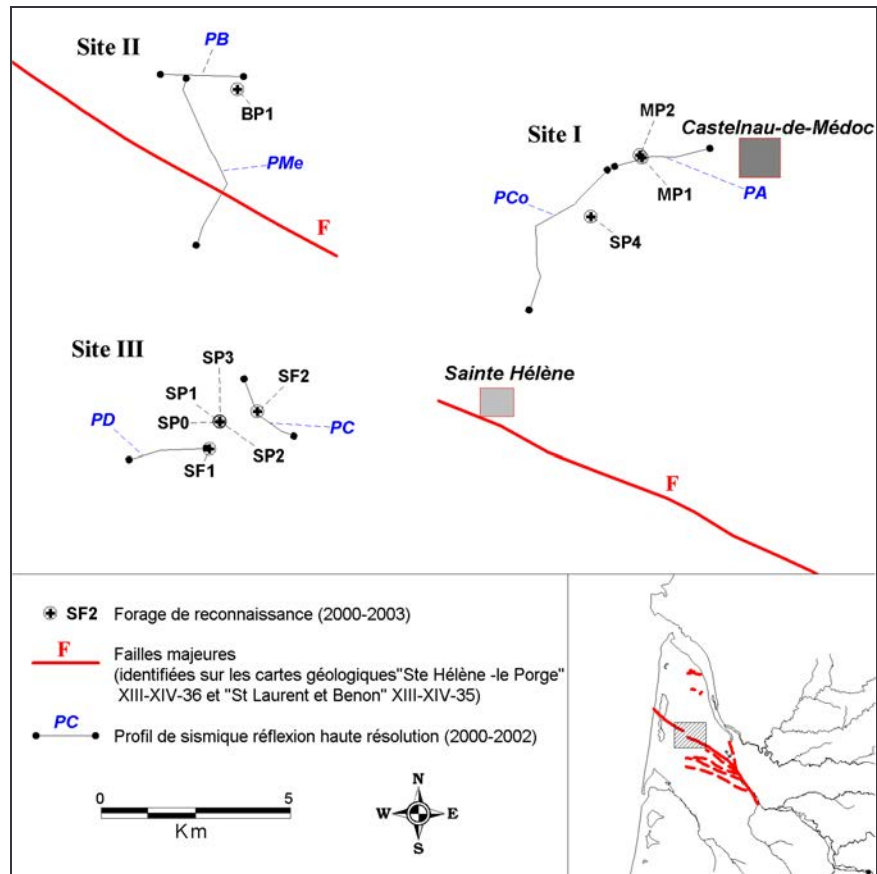 Site II
PB
BP1
PMe
F
Site I
MP2
Castelnau-de-Médoc
MP1
PA
PCo
SP4
Site III
SP3
SF2
SP1
SP0
PD
PC
SP2
SF1
Sainte Hélène
F
SF2 Forage de reconnaissance (2000-2003)
F Failles majeures
(identifiées sur les cartes géologiques"Ste Hélène -le Porge"
XIII-XIV-36 et "St Laurent et Benon" XIII-XIV-35)
PC Profil de sismique réflexion haute résolution (2000-2002)
0 5
Km
N
W E
S